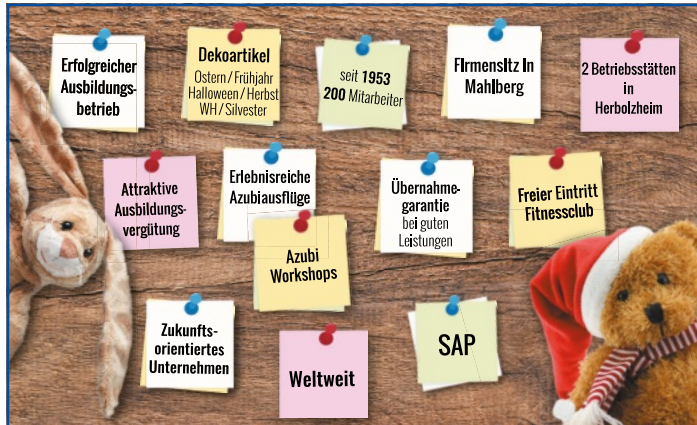 Erfolgreicher
Ausbildungs-
betrieb
Dekoartikel
Ostern / Frühjahr
Halloween / Herbst
WH / Silvester
seit 1953
200 Mitarbeiter
Firmensitz in
Mahlberg
2 Betriebsstätten
in
Herbolzheim
Attraktive
Ausbildungs-
vergütung
Erlebnisreiche
Azubiausflüge
Azubi
Workshops
Übernahme-
garantie
bei guten
Leistungen
Freier Eintritt
Fitnessclub
Zukunfts-
orientiertes
Unternehmen
Weltweit
SAP